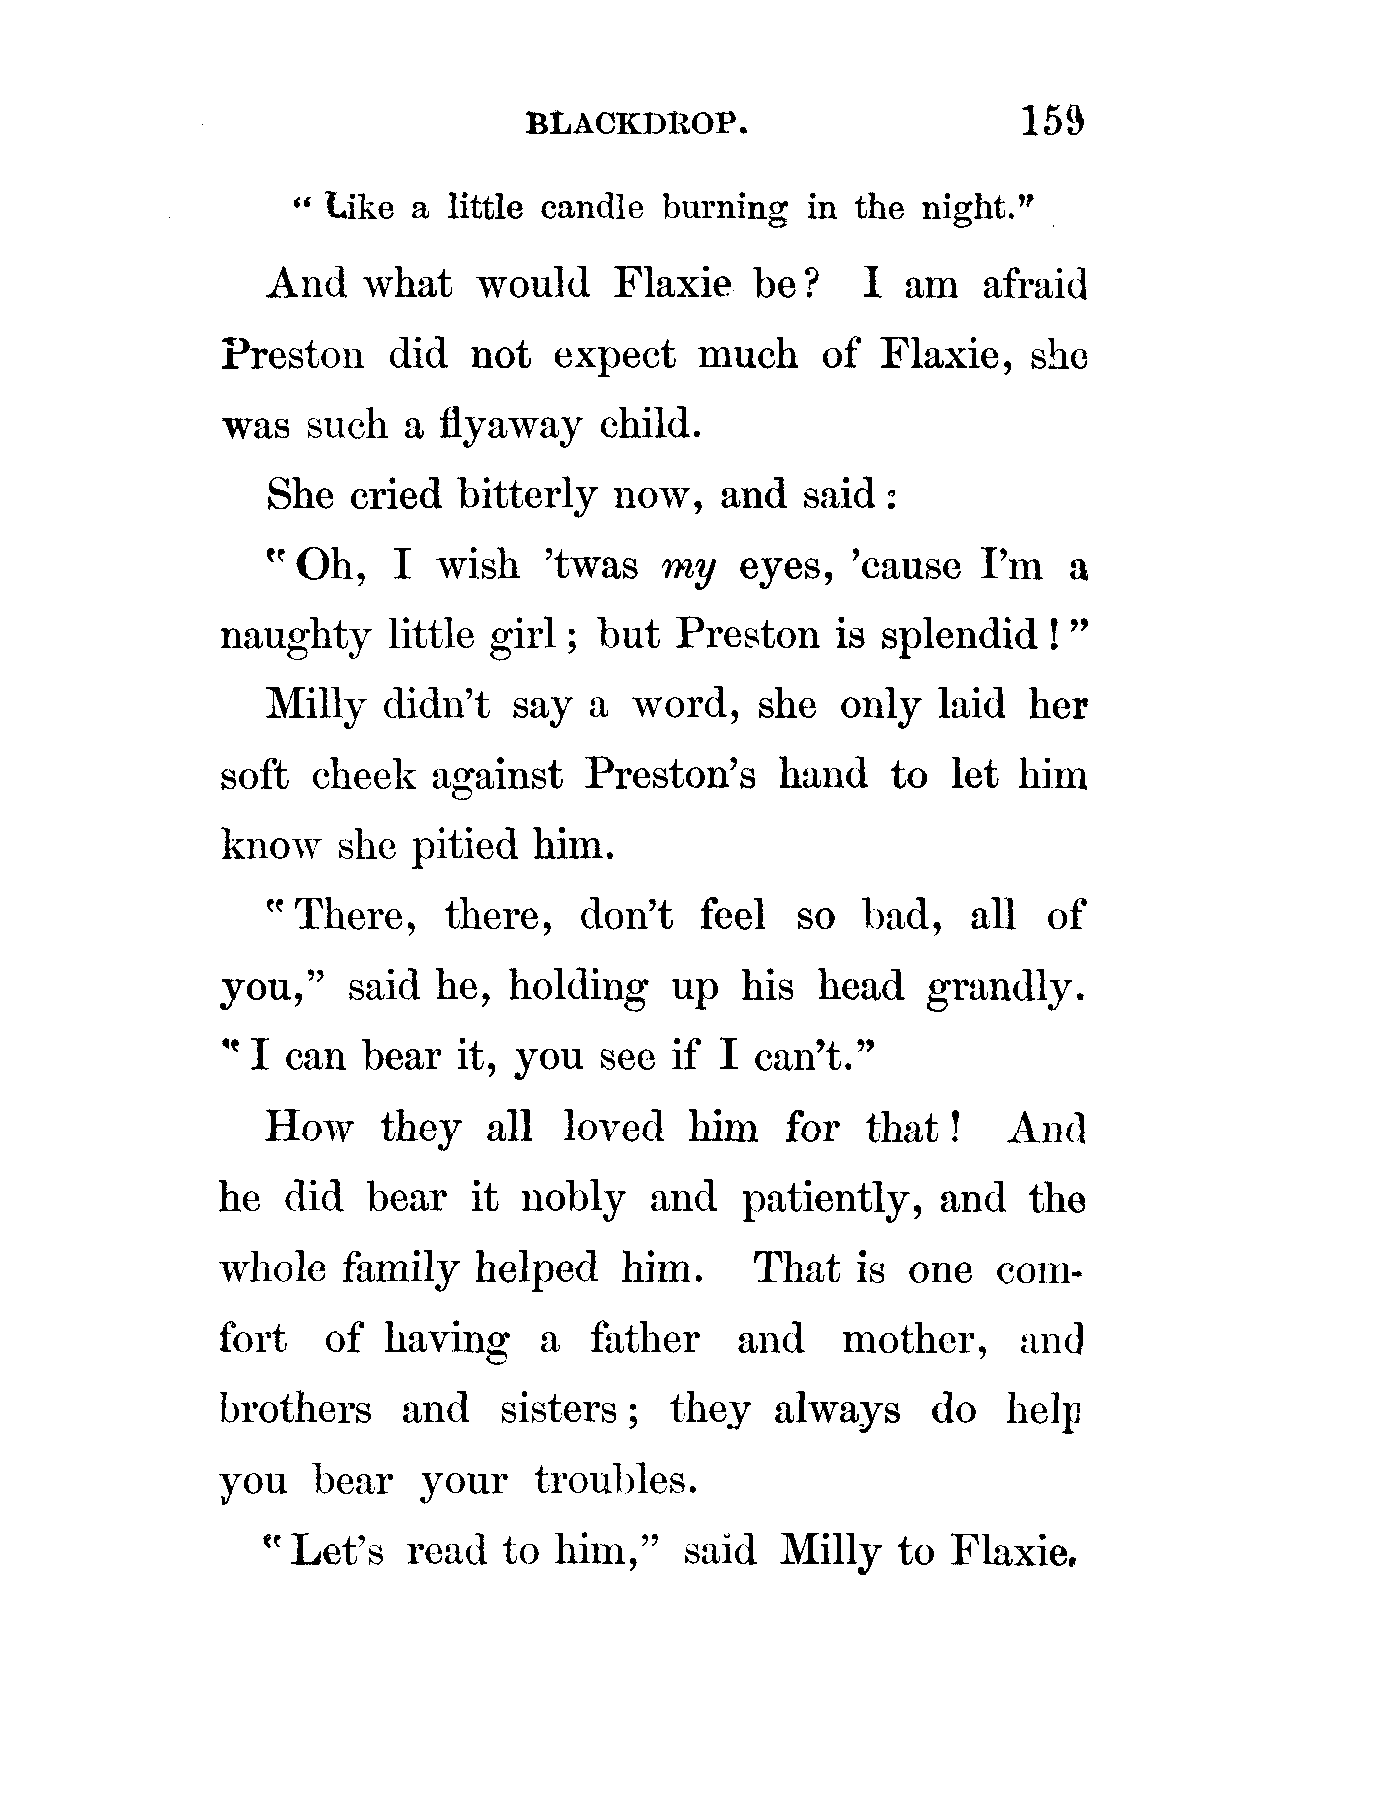 BLACKDROP. 159
"Like a little candle burning in the night."
And what would Flaxie be? I am afraid
Preston did not expect much of Flaxie, she
was such a flyaway child.
She cried bitterly now, and said:
"Oh, I wish 'twas my eyes, 'cause I'm a
naughty little girl; but Preston is splendid!"
Milly didn't say a word, she only laid her
soft cheek against Preston's hand to let him
know she pitied him.
"There, there, don't feel so bad, all of
you," said he, holding up his head grandly.
"I can bear it, you see if I can't."
How they all loved him for that! And
he did bear it nobly and patiently, and the
whole family helped him. That is one com-
fort of having a father and mother, and
brothers and sisters; they always do help
you bear your troubles.
"Let's read to him," said Milly to Flaxie.